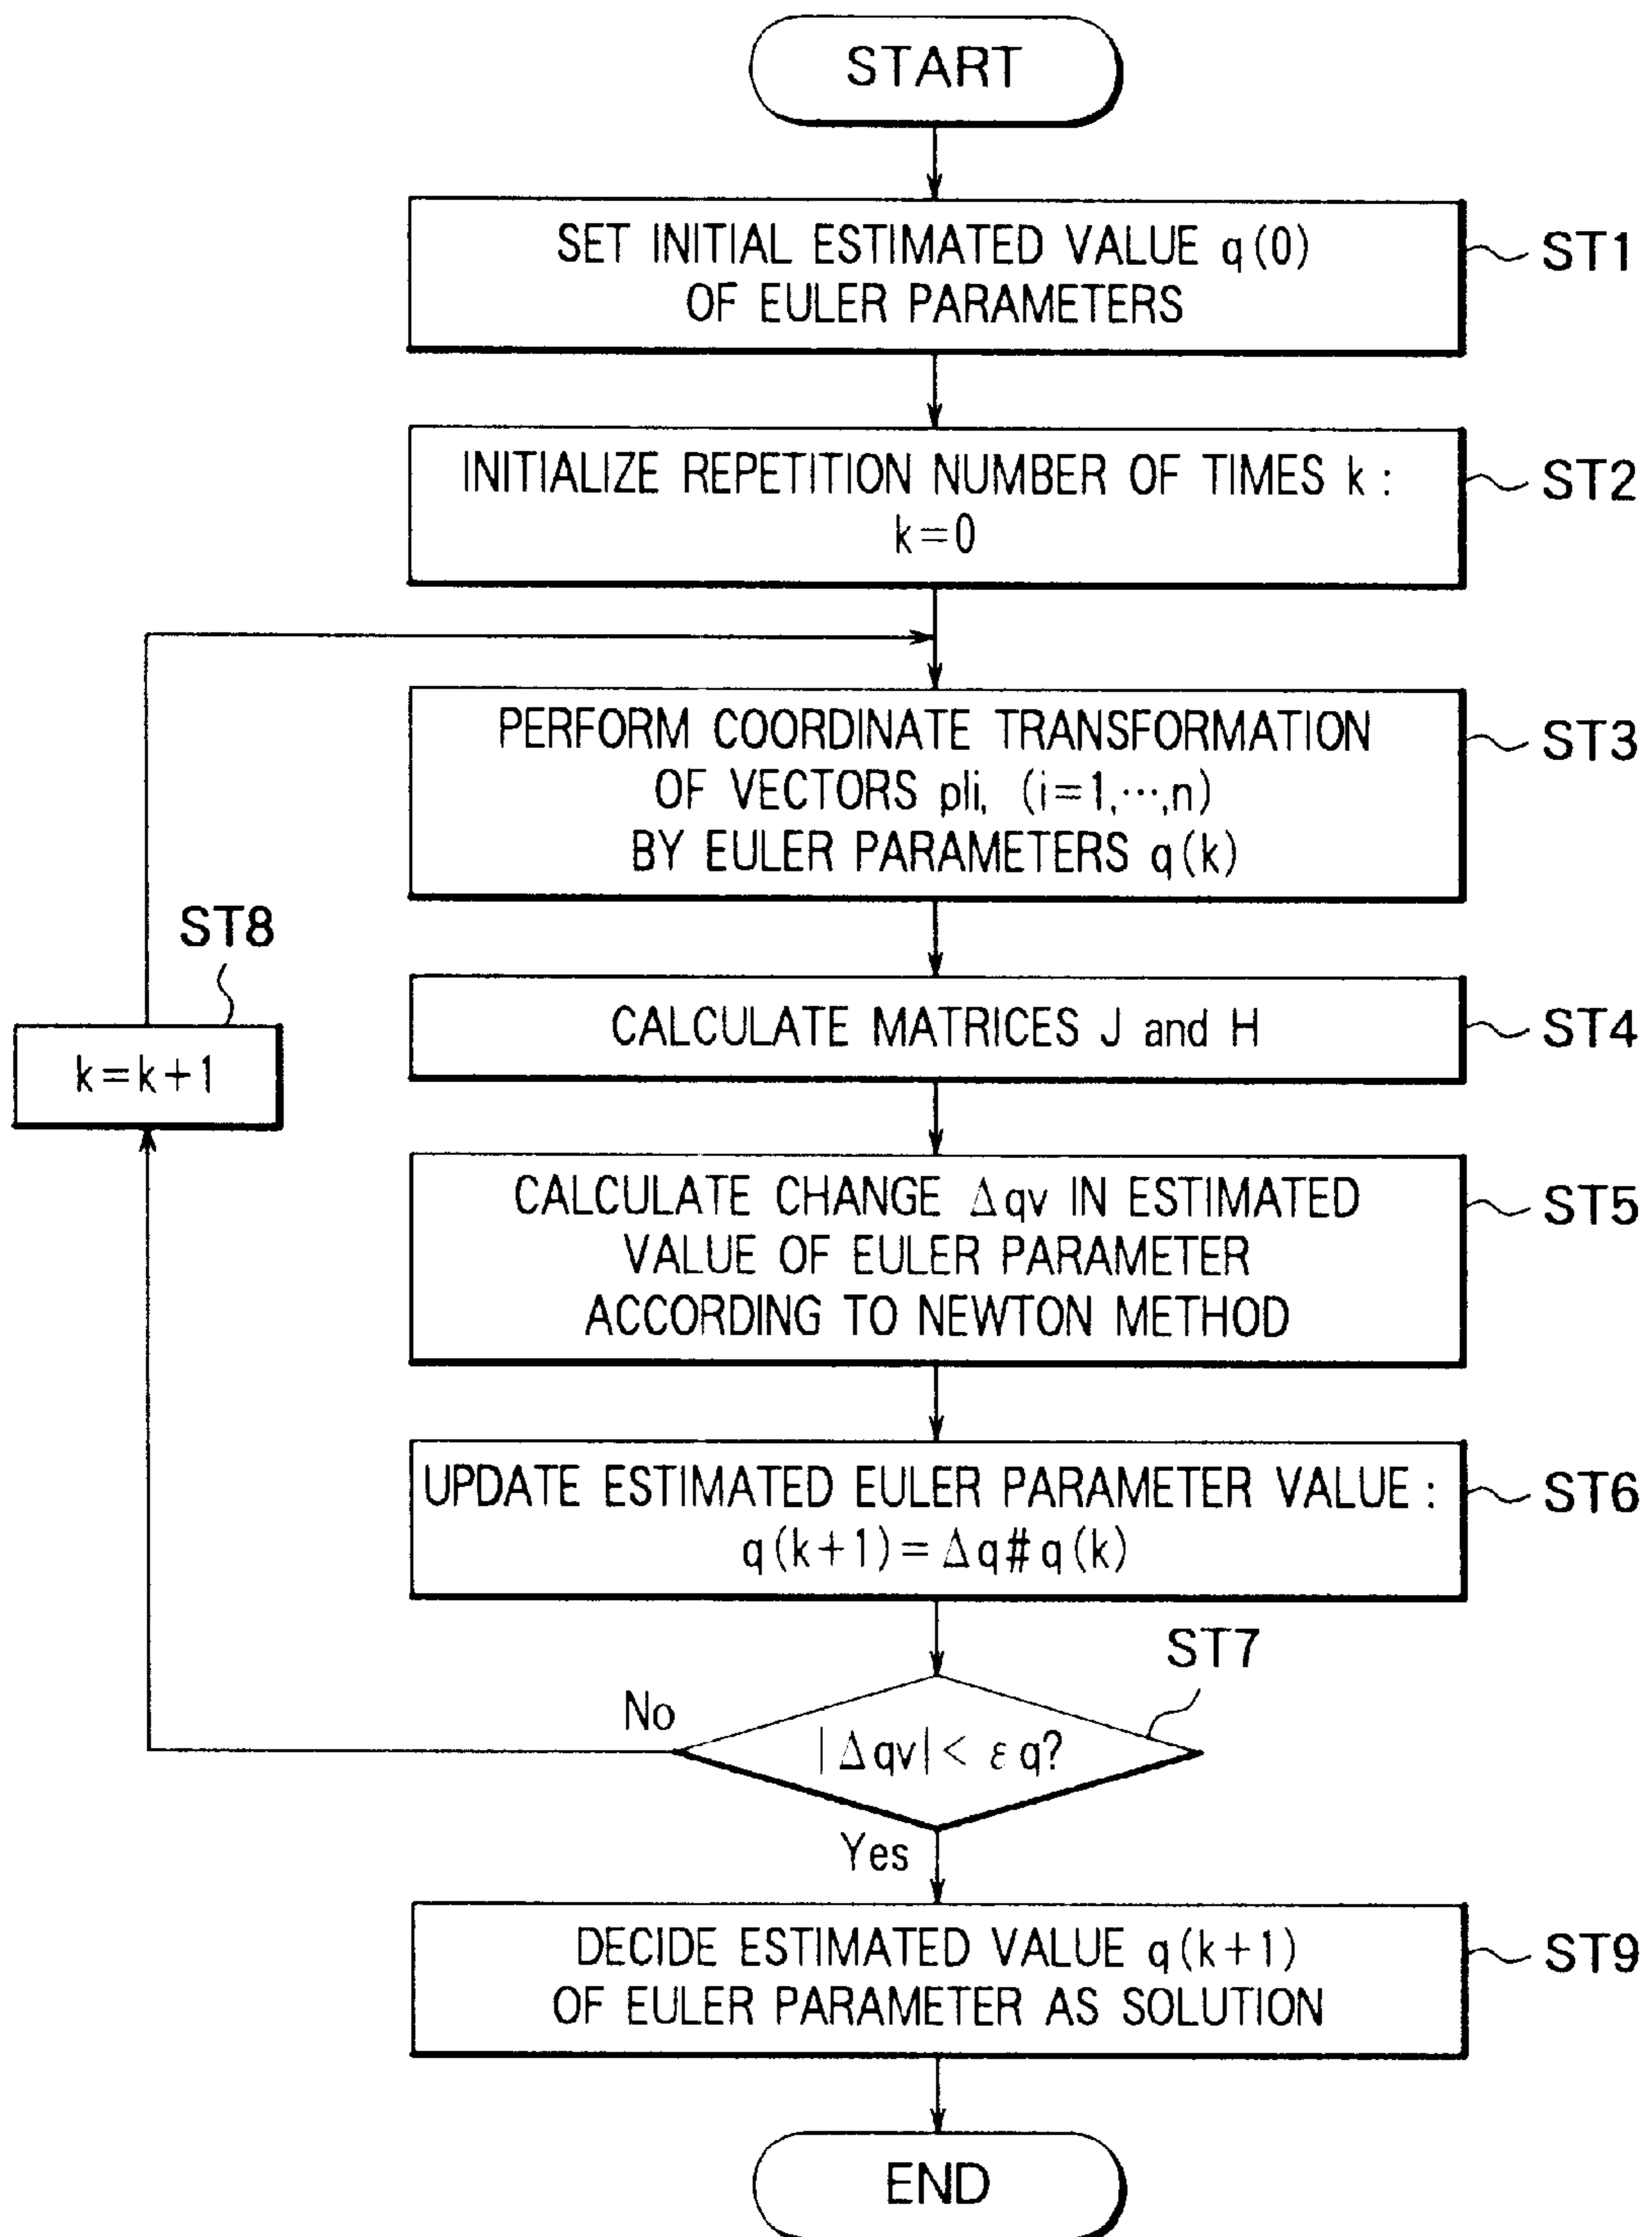 START
SET INITIAL ESTIMATED VALUE q(0)
OF EULER PARAMETERS
ST1
INITIALIZE REPETITION NUMBER OF TIMES k :
k=0
ST2
PERFORM COORDINATE TRANSFORMATION
OF VECTORS pli, (i=1,···,n)
BY EULER PARAMETERS q(k)
ST3
ST8
k=k+1
CALCULATE MATRICES J and H
ST4
CALCULATE CHANGE Δqv IN ESTIMATED
VALUE OF EULER PARAMETER
ACCORDING TO NEWTON METHOD
ST5
UPDATE ESTIMATED EULER PARAMETER VALUE :
q(k+1)=Δq#q(k)
ST6
ST7
No
|Δqv|< εq?
Yes
DECIDE ESTIMATED VALUE q(k+1)
OF EULER PARAMETER AS SOLUTION
ST9
END